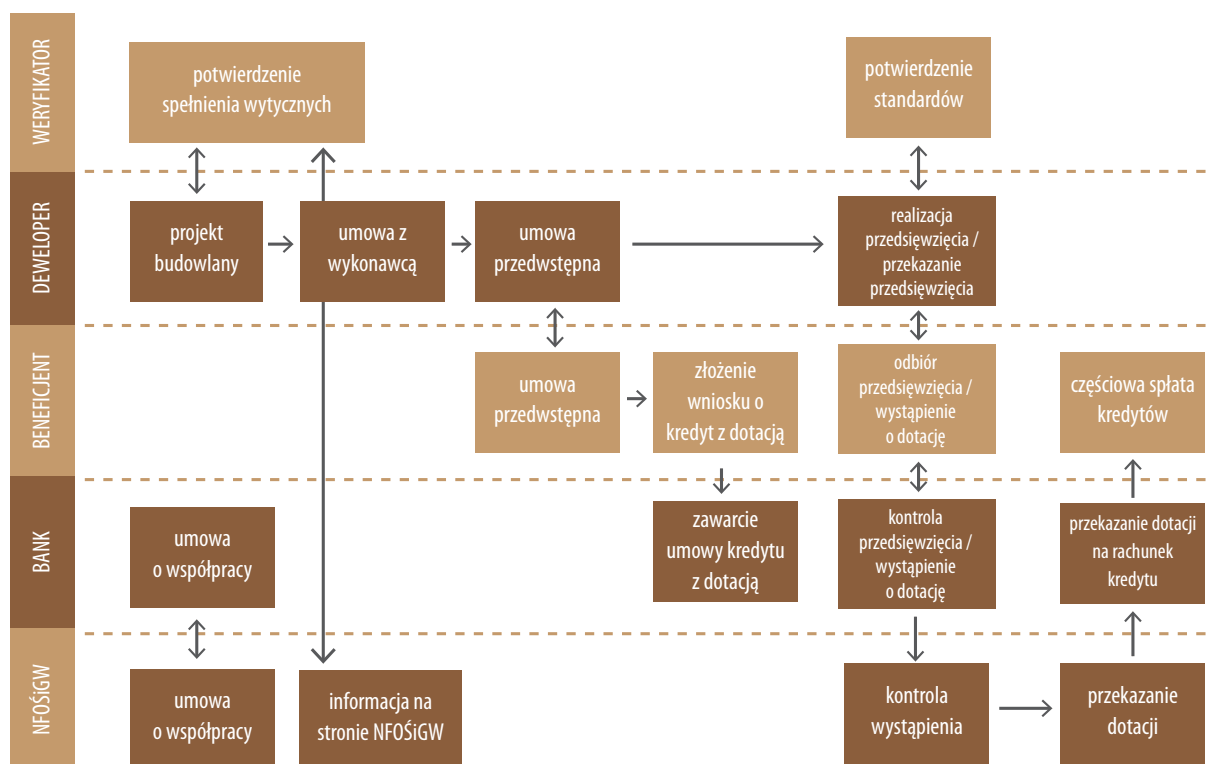 WERYFIKATOR
potwierdzenie
spełnienia wytycznych
potwierdzenie
standardów
DEWELOPER
projekt
budowlany
umowa z
wykonawcą
umowa
przedwstępna
realizacja
przedsięwzięcia /
przekazanie
przedsięwzięcia
BENEFICJENT
umowa
przedwstępna
złożenie
wniosku o
kredyt z dotacją
odbiór
przedsięwzięcia /
wystąpienie
o dotację
częściowa spłata
kredytów
BANK
umowa
o współpracy
zawarcie
umowy kredytu
z dotacją
kontrola
przedsięwzięcia /
wystąpienie
o dotację
przekazanie dotacji
na rachunek
kredytu
NFOŚiGW
umowa
o współpracy
informacja na
stronie NFOŚiGW
kontrola
wystąpienia
przekazanie
dotacji